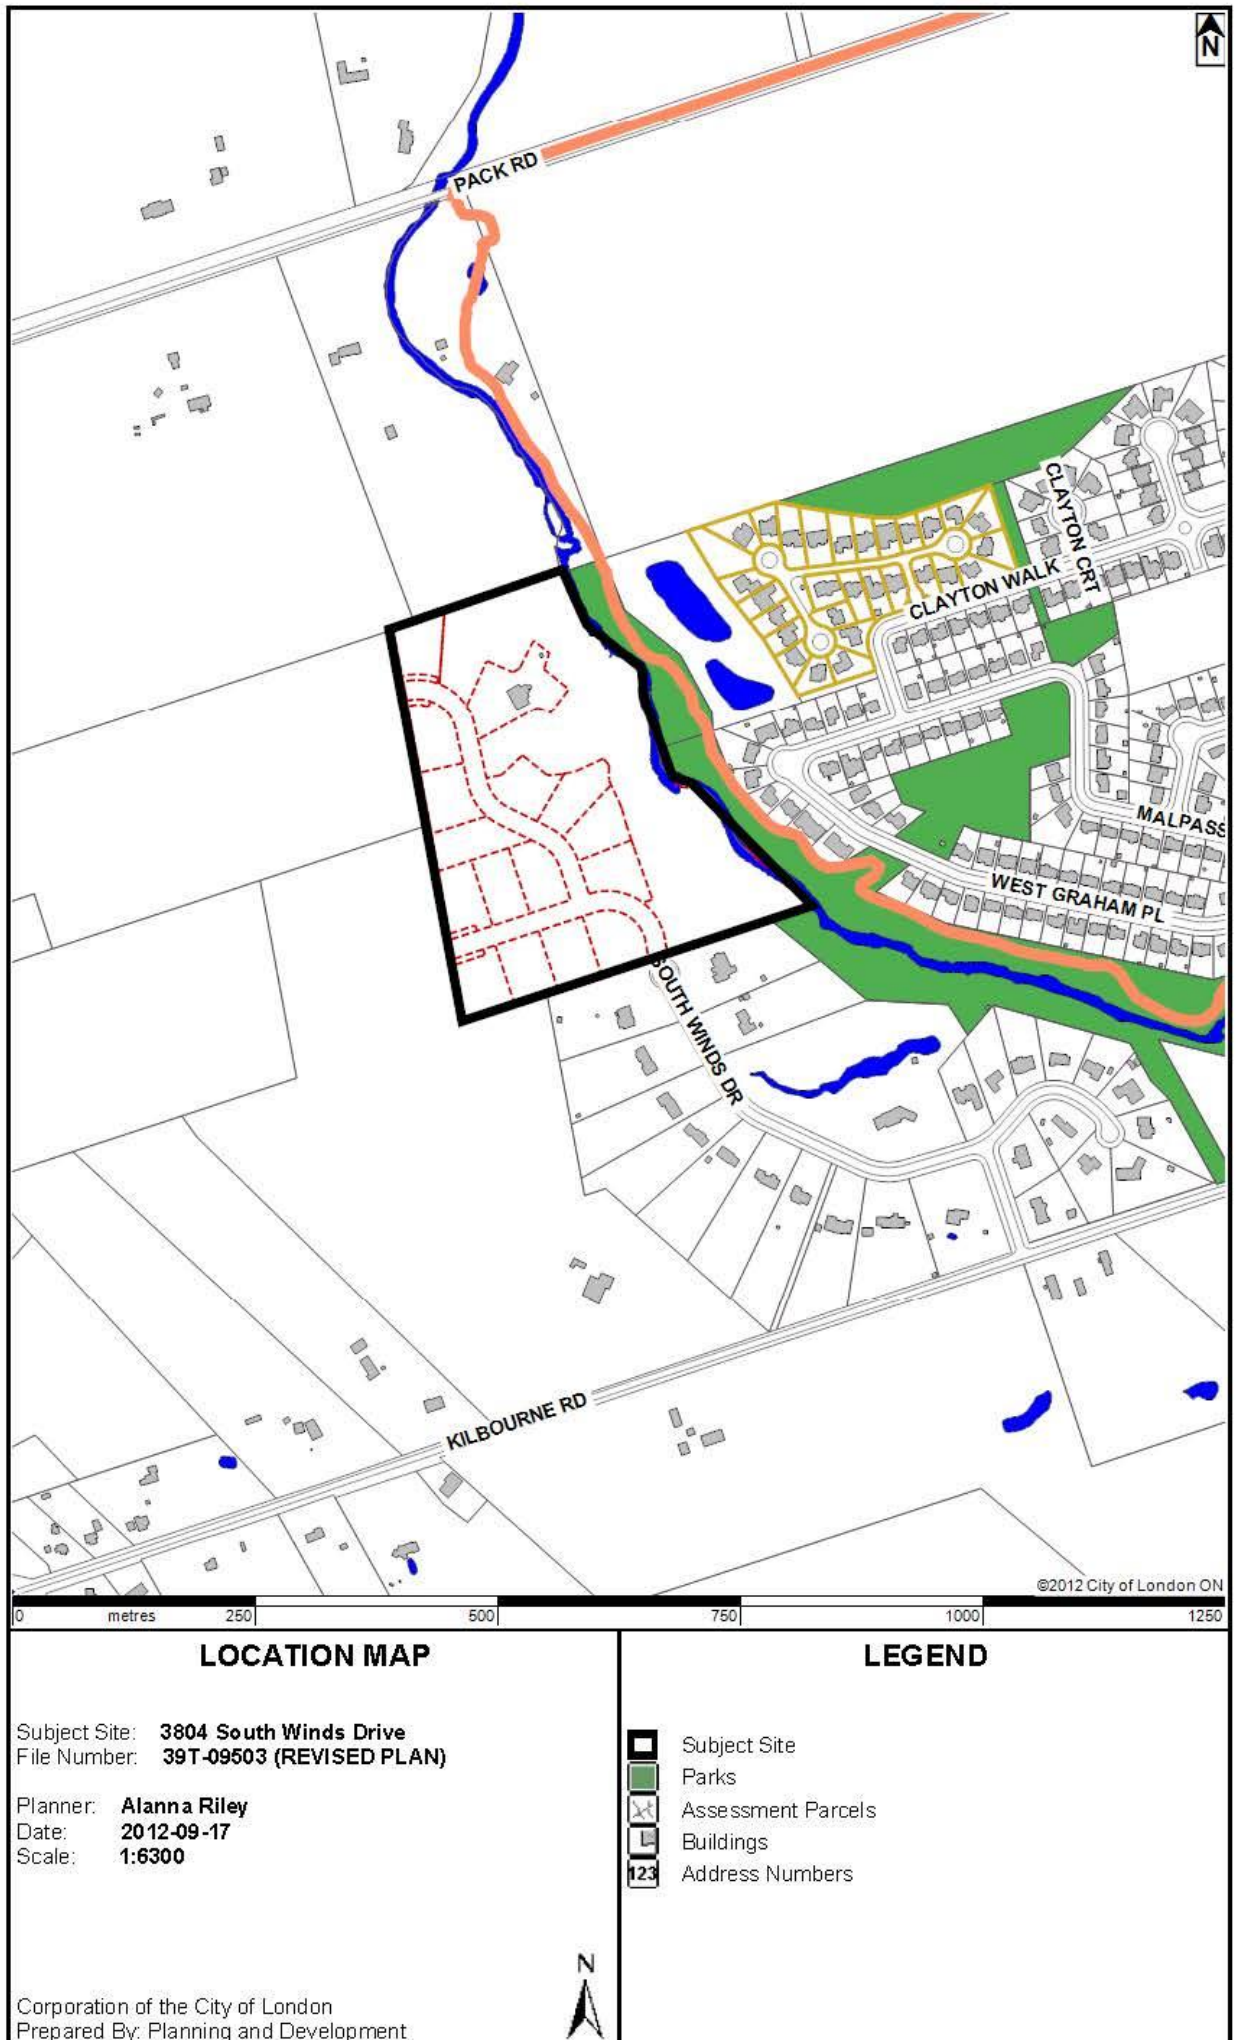 N
PACK RD
CLAYTON CRT
CLAYTON WALK
MALPASS
WEST GRAHAM PL
SOUTH WINDS DR
KILBOURNE RD
©2012 City of London ON
0 metres 250 500 750 1000 1250
LOCATION MAP
Subject Site: 3804 South Winds Drive
File Number: 39T-09503 (REVISED PLAN)
Planner: Alanna Riley
Date: 2012-09-17
Scale: 1:6300
N
Corporation of the City of London
Prepared By: Planning and Development
LEGEND
Subject Site
Parks
Assessment Parcels
Buildings
123 Address Numbers